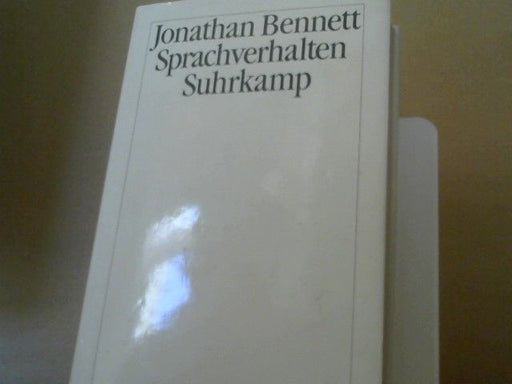 Jonathan Bennett
Sprachverhalten
Suhrkamp